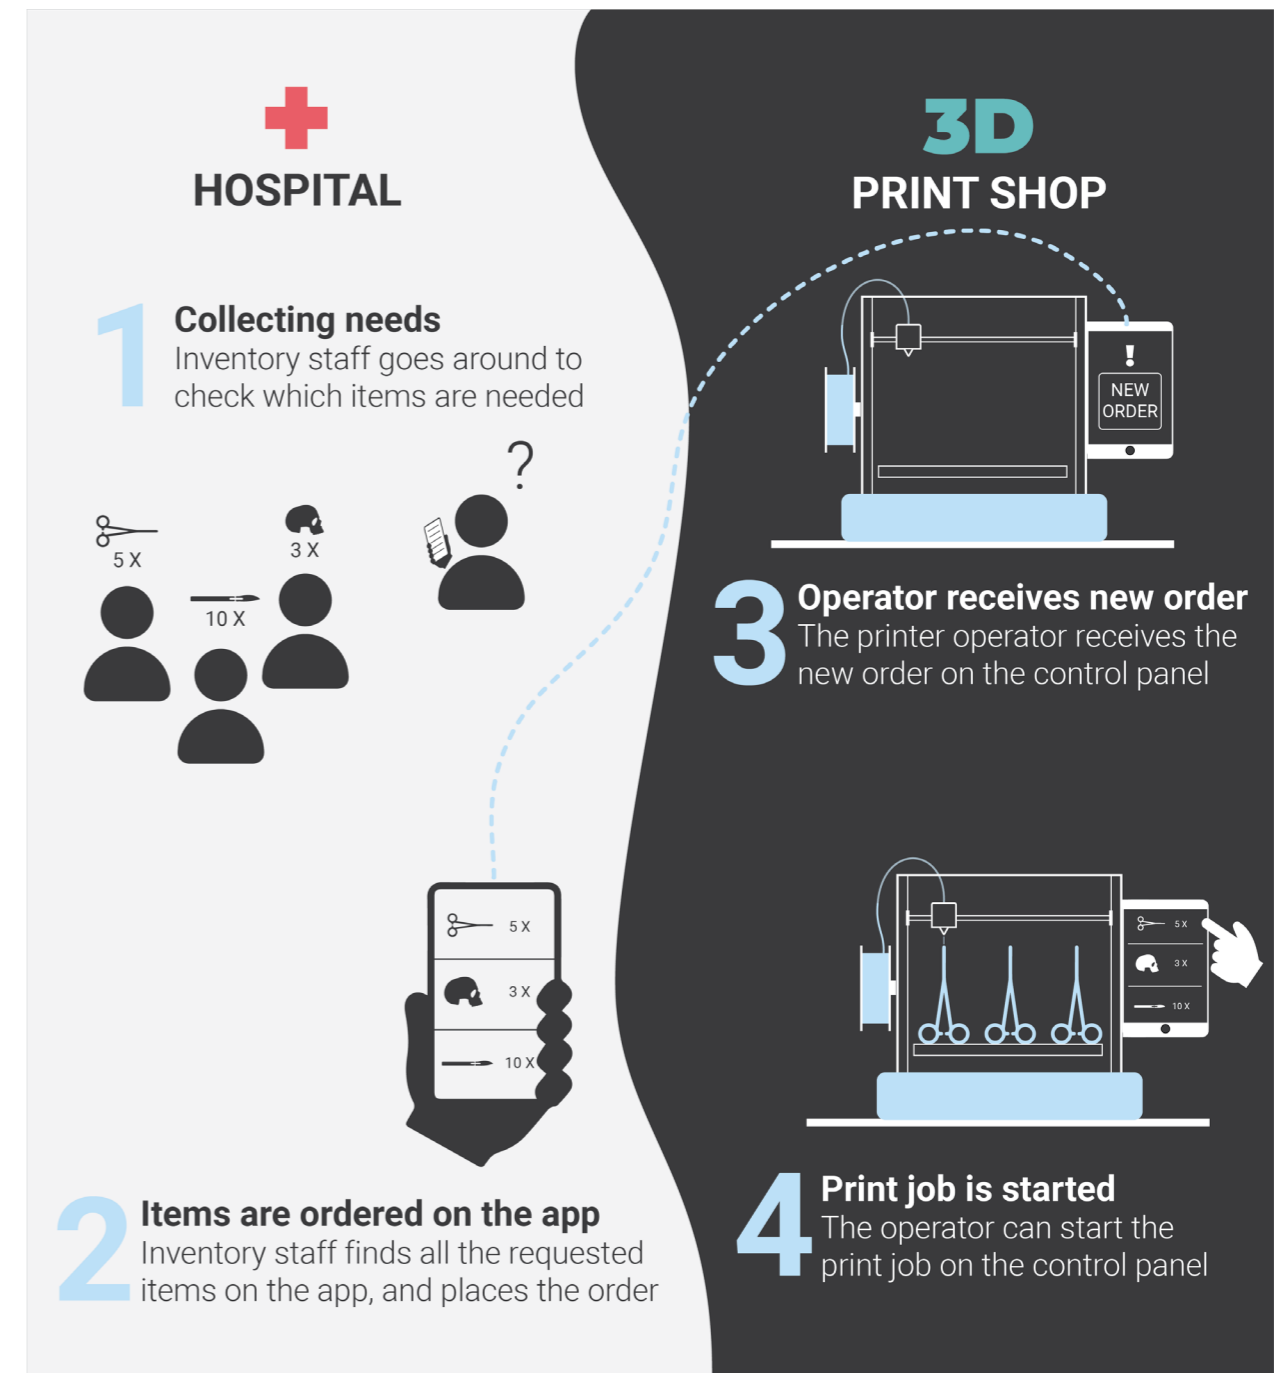 HOSPITAL
1
Collecting needs
Inventory staff goes around to
check which items are needed
?
5 X
3 X
10 X
5 X
3 X
10 X
2
Items are ordered on the app
Inventory staff finds all the requested
items on the app, and places the order
3D
PRINT SHOP
!
NEW
ORDER
3
Operator receives new order
The printer operator receives the
new order on the control panel
5 X
3 X
10 X
4
Print job is started
The operator can start the
print job on the control panel